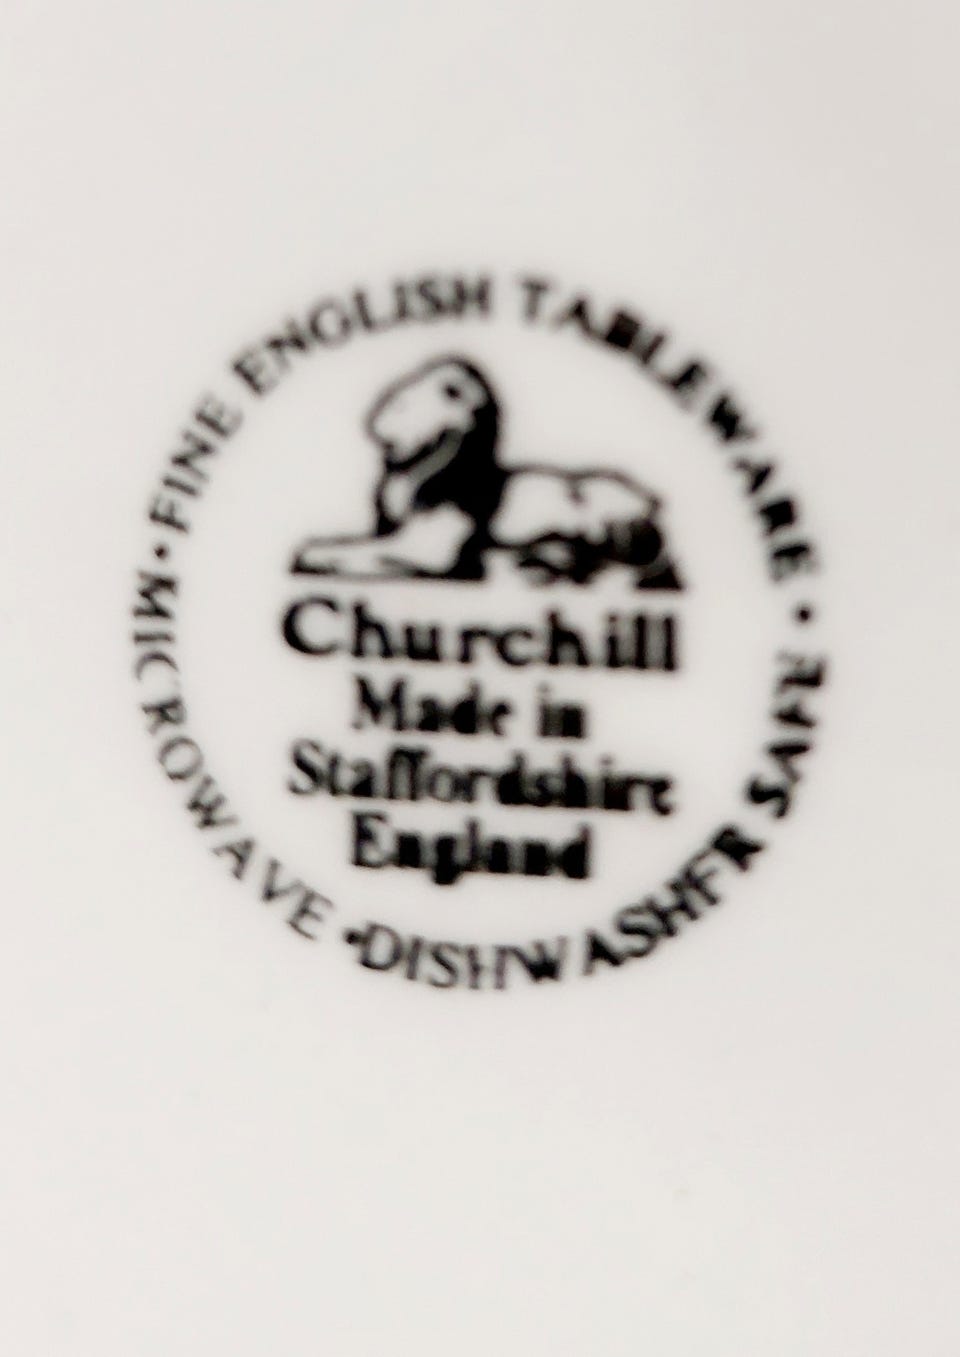 • FINE ENGLISH TABLEWARE •
Churchill
Made in
Staffordshire
England
MICROWAVE • DISHWASHER SAFE